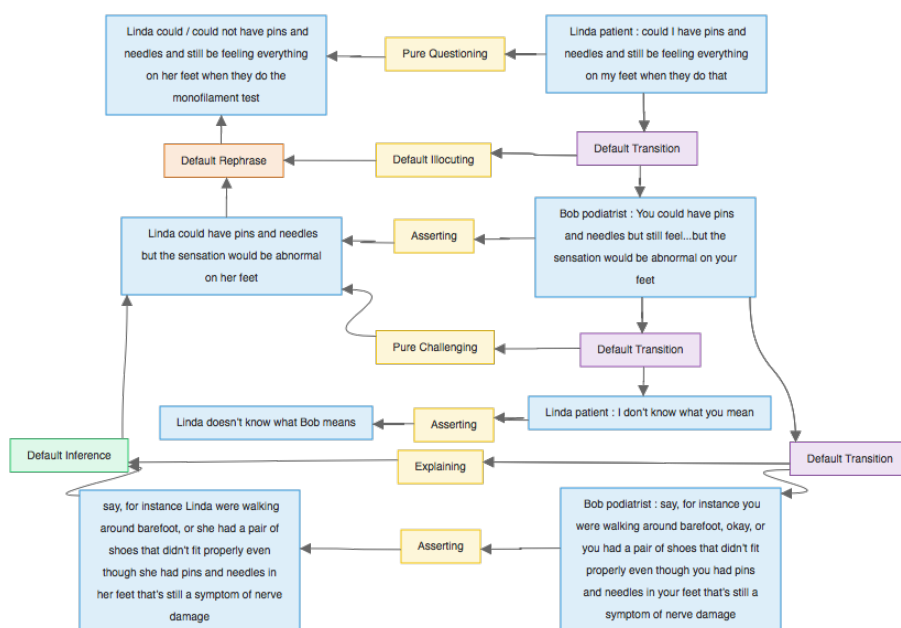 Linda could / could not have pins and
needles and still be feeling everything
on her feet when they do the
monofilament test
Pure Questioning
Linda patient : could I have pins and
needles and still be feeling everything
on my feet when they do that
Default Rephrase
Default Illocuting
Default Transition
Linda could have pins and needles
but the sensation would be abnormal
on her feet
Asserting
Bob podiatrist : You could have pins
and needles but still feel...but the
sensation would be abnormal on your
feet
Pure Challenging
Default Transition
Linda doesn't know what Bob means
Asserting
Linda patient : I don't know what you mean
Default Inference
Explaining
Default Transition
say, for instance Linda were walking
around barefoot, or she had a pair of
shoes that didn't fit properly even
though she had pins and needles in
her feet that's still a symptom of nerve
damage
Asserting
Bob podiatrist : say, for instance you
were walking around barefoot, okay, or
you had a pair of shoes that didn't fit
properly even though you had pins
and needles in your feet that's still a
symptom of nerve damage